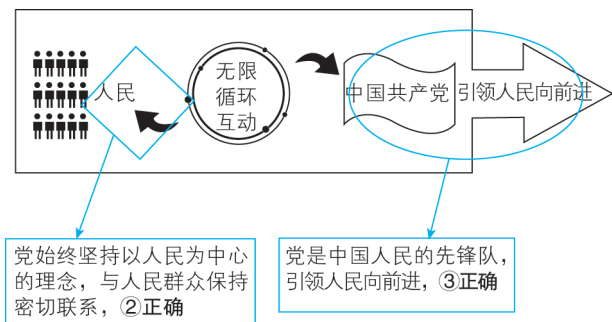 人民
无限
循环
互动
中国共产党
引领人民向前进
党始终坚持以人民为中心
的理念，与人民群众保持
密切联系，②正确
党是中国人民的先锋队，
引领人民向前进，③正确